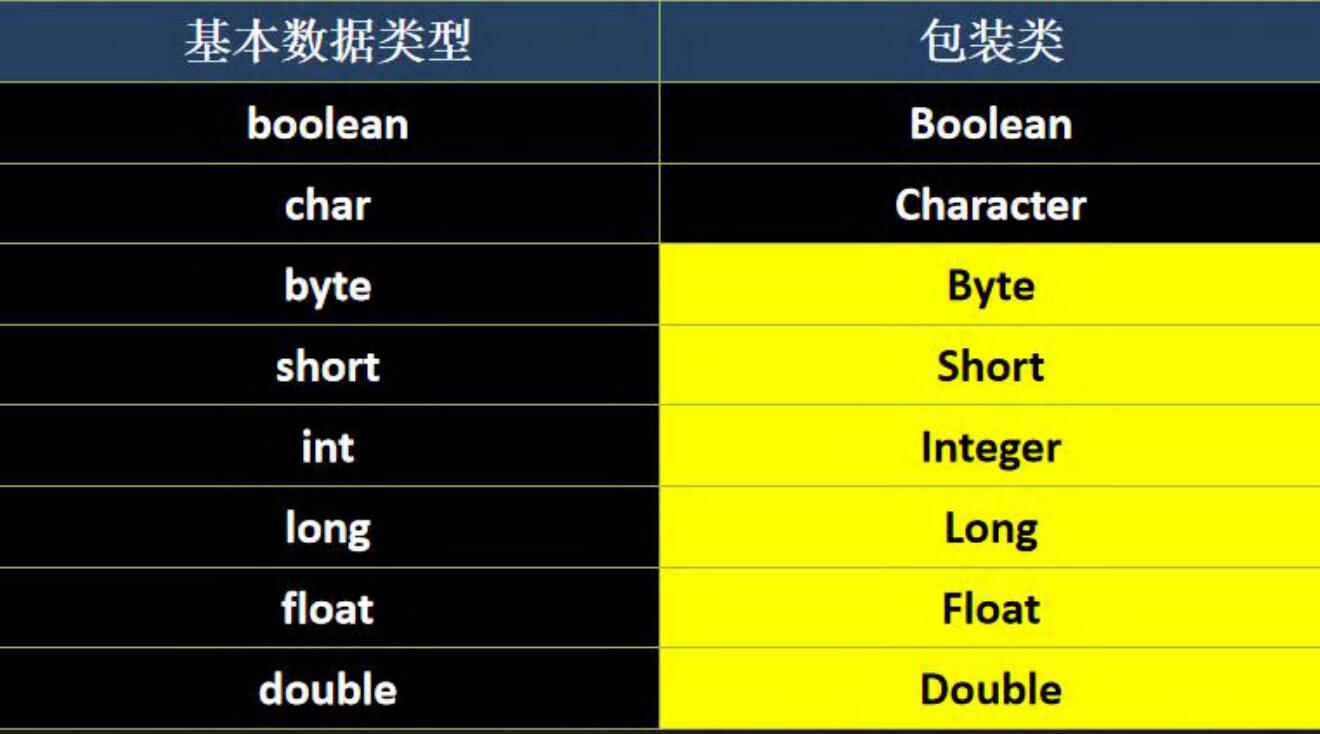 基本数据类型 包装类
boolean Boolean
char Character
byte Byte
short Short
int Integer
long Long
float Float
double Double